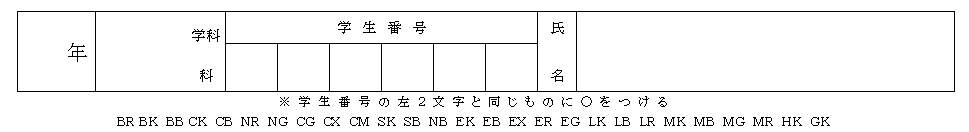 年 学科 科 学生番号 氏名
※学生番号の左2文字と同じものに○をつける
BR BK BB CK CB NR NG CG CX CM SK SB NB EK EB EX ER EG LK LB LR MK MB MG MR HK GK